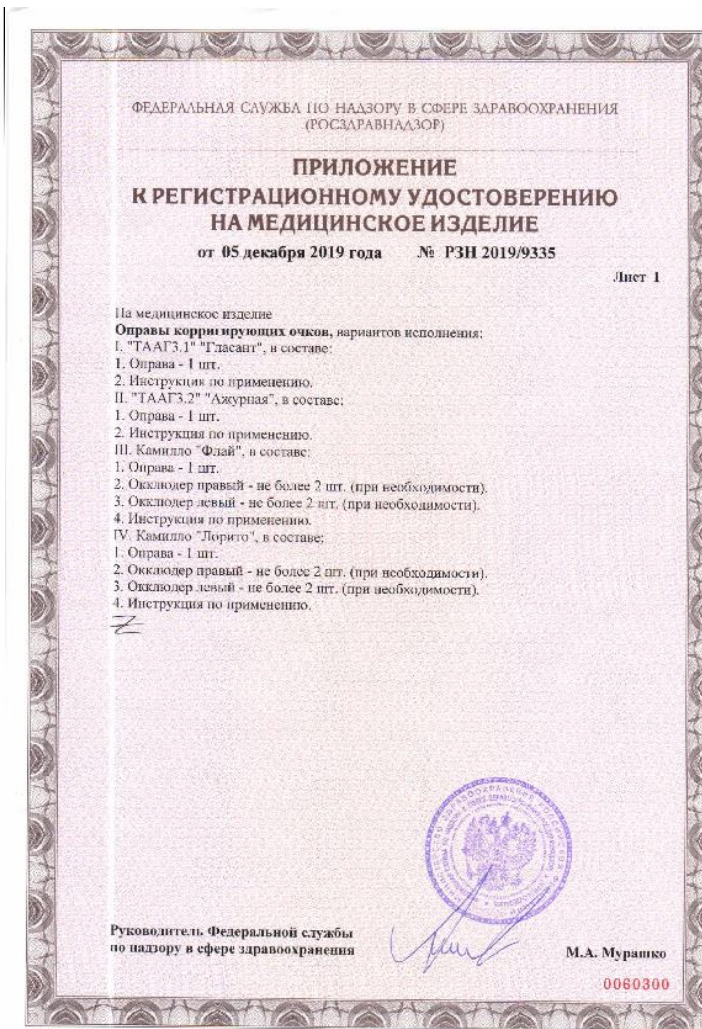 ФЕДЕРАЛЬНАЯ СЛУЖБА ПО НАДЗОРУ В СФЕРЕ ЗДРАВООХРАНЕНИЯ
(РОСЗДРАВНАДЗОР)
ПРИЛОЖЕНИЕ
К РЕГИСТРАЦИОННОМУ УДОСТОВЕРЕНИЮ
НА МЕДИЦИНСКОЕ ИЗДЕЛИЕ
от 05 декабря 2019 года № РЗН 2019/9335
Лист 1
На медицинское изделие
Оправы корригирующих очков, вариантов исполнения:
I. "ТААГ3.1" "Гласант", в составе:
1. Оправа - 1 шт.
2. Инструкция по применению.
II. "ТААГ3.2" "Ажурная", в составе:
1. Оправа - 1 шт.
2. Инструкция по применению.
III. Камилло "Флай", в составе:
1. Оправа - 1 шт.
2. Окклюдер правый - не более 2 шт. (при необходимости).
3. Окклюдер левый - не более 2 шт. (при необходимости).
4. Инструкция по применению.
IV. Камилло "Лорито", в составе:
1. Оправа - 1 шт.
2. Окклюдер правый - не более 2 шт. (при необходимости).
3. Окклюдер левый - не более 2 шт. (при необходимости).
4. Инструкция по применению.
Руководитель Федеральной службы
по надзору в сфере здравоохранения
М.А. Мурашко
0060300